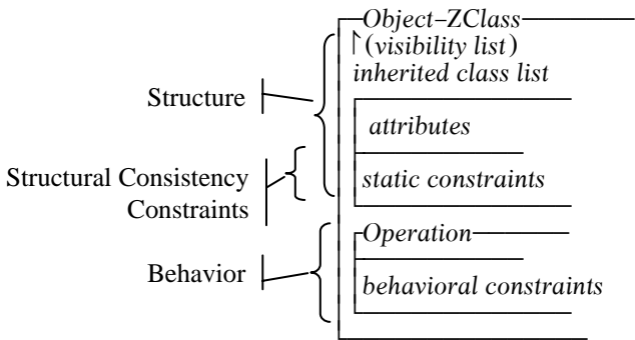 Object–ZClass
↾(visibility list)
inherited class list
Structure
attributes
Structural Consistency
Constraints
static constraints
Operation
Behavior
behavioral constraints